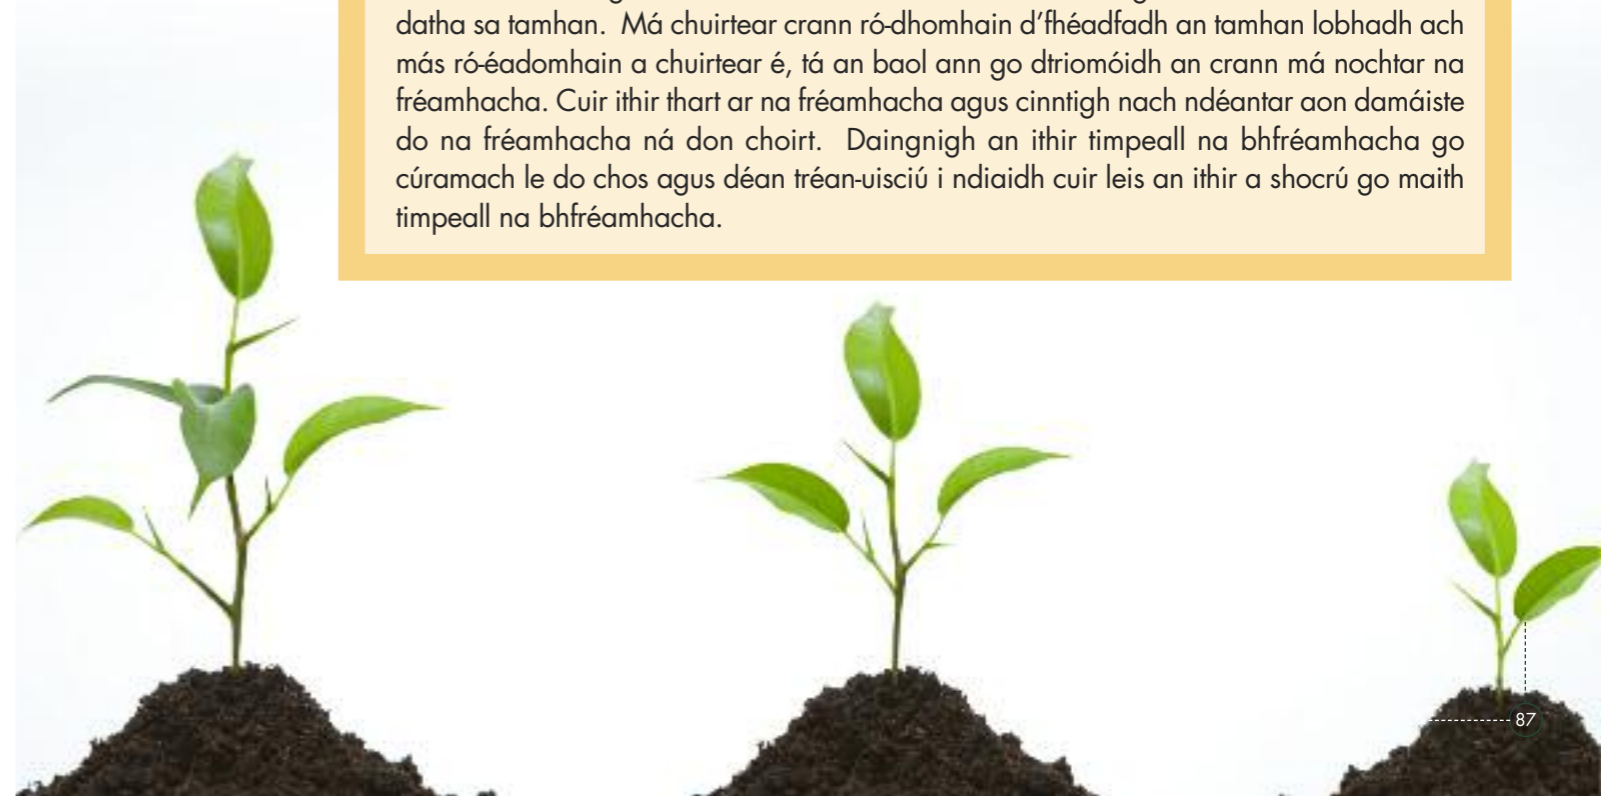 datha sa tamhan. Má chuirtear crann ró-dhomhain d'fhéadfadh an tamhan lobhadh ach
más ró-éadomhain a chuirtear é, tá an baol ann go dtriomóidh an crann má nochtar na
fréamhacha. Cuir ithir thart ar na fréamhacha agus cinntigh nach ndéantar aon damáiste
do na fréamhacha ná don choirt. Daingnigh an ithir timpeall na bhfréamhacha go
cúramach le do chos agus déan tréan-uisciú i ndiaidh cuir leis an ithir a shocrú go maith
timpeall na bhfréamhacha.
87